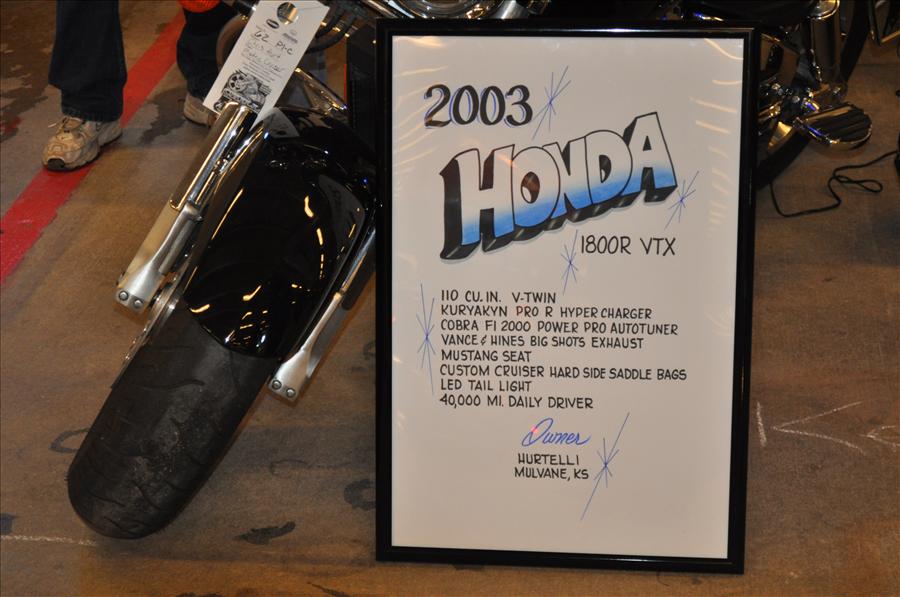 2003
HONDA
1800R VTX
110 CU.IN. V-TWIN
KURYAKYN PRO R HYPER CHARGER
COBRA FI 2000 POWER PRO AUTOTUNER
VANCE & HINES BIG SHOTS EXHAUST
MUSTANG SEAT
CUSTOM CRUISER HARD SIDE SADDLE BAGS
LED TAIL LIGHT
40,000 MI. DAILY DRIVER
Owner
HURTELLI
MULVANE, KS